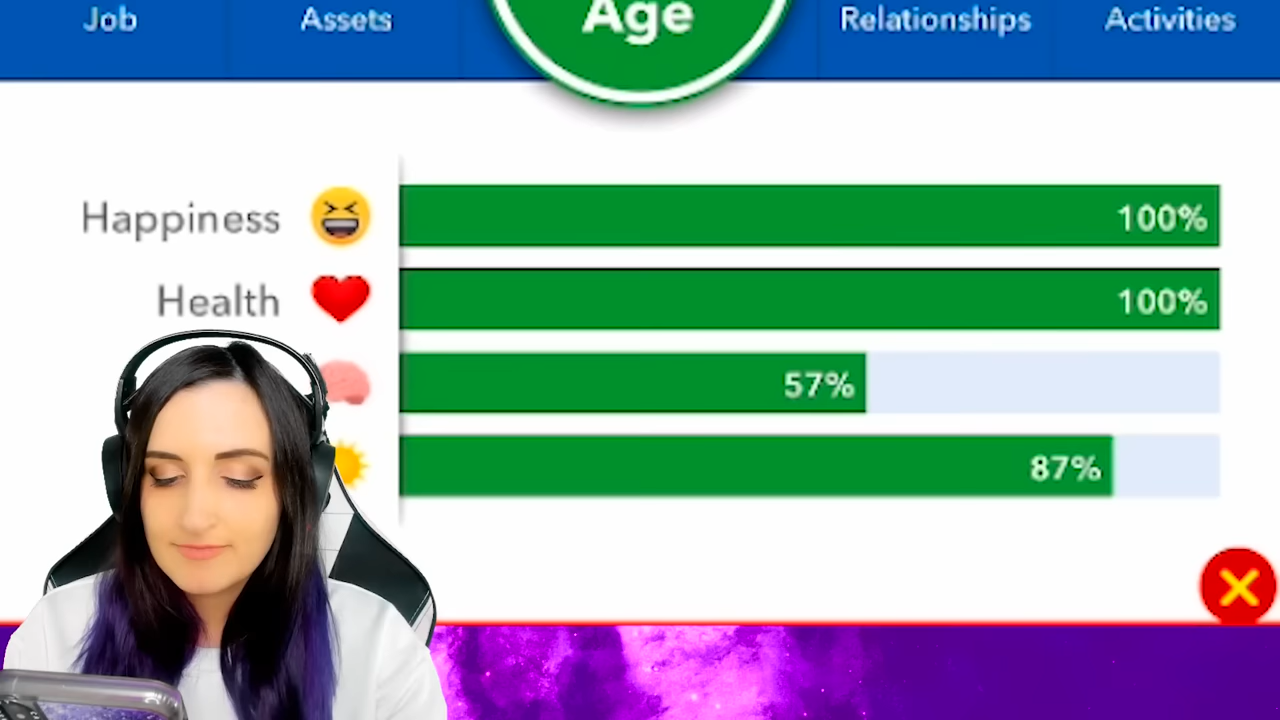 Job Assets Age Relationships Activities
Happiness 100%
Health 100%
57%
87%